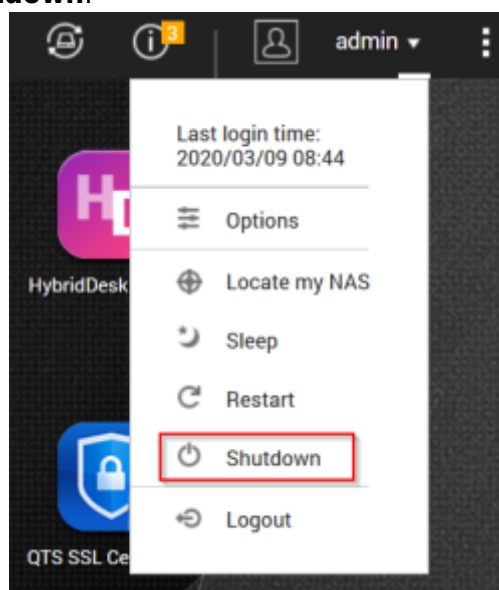 down.
3
admin
Last login time:
2020/03/09 08:44
Options
HybridDesk
Locate my NAS
Sleep
Restart
Shutdown
Logout
QTS SSL Ce